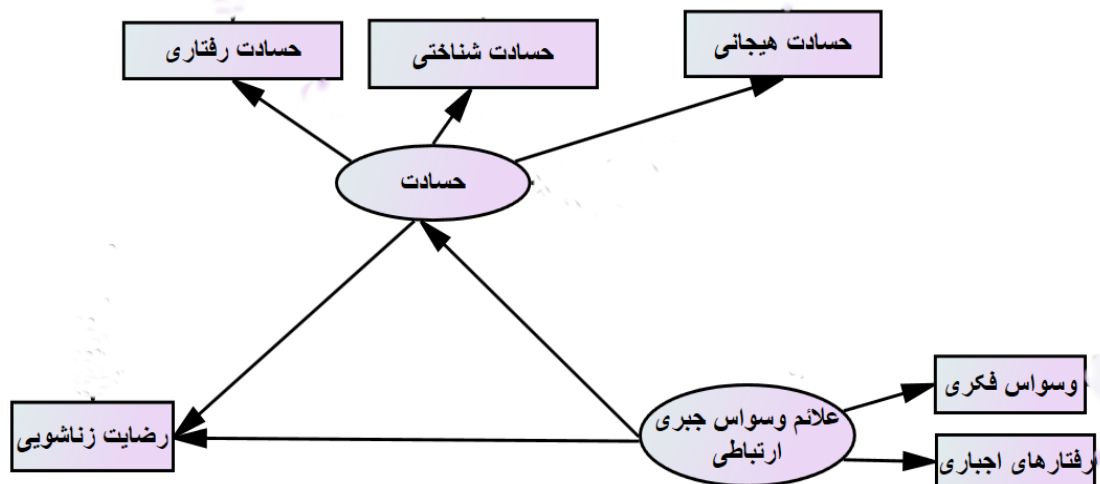 حسادت هیجانی
حسادت شناختی
حسادت رفتاری
حسادت
وسواس فکری
علائم وسواس جبری
ارتباطی
رضایت زناشویی
رفتارهای اجباری